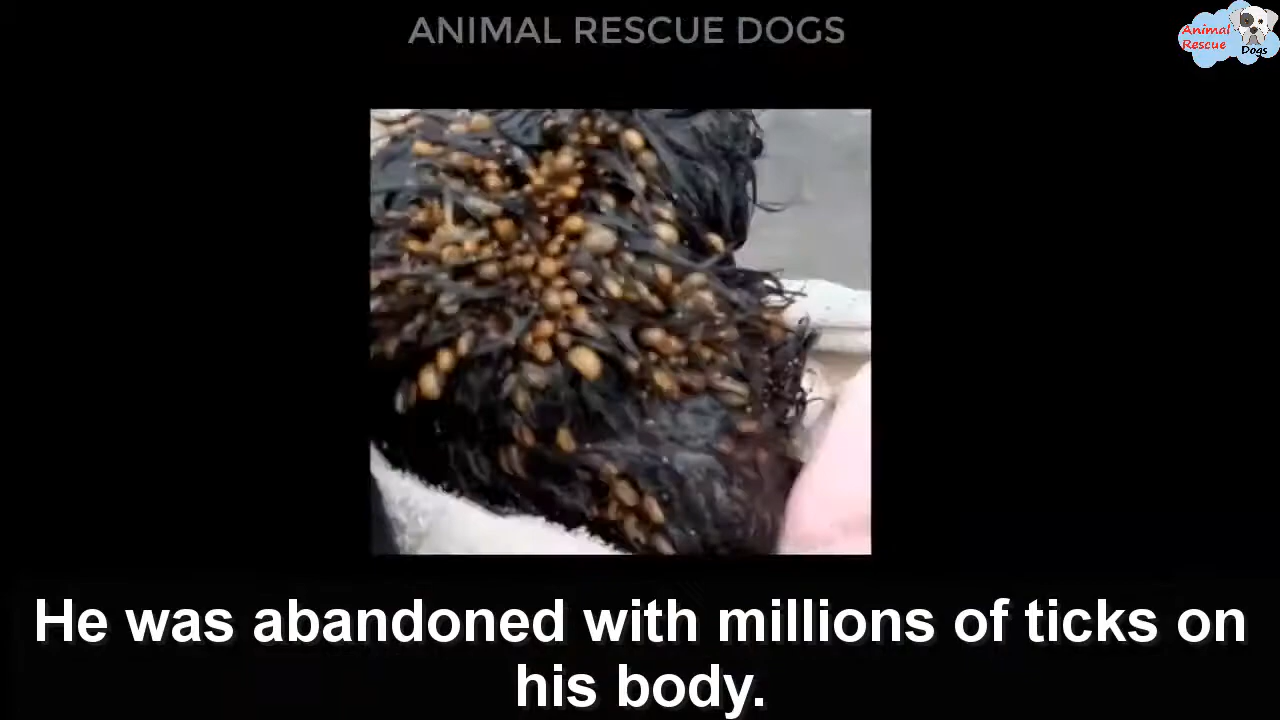 ANIMAL RESCUE DOGS
Animal
Rescue
Dogs
He was abandoned with millions of ticks on
his body.